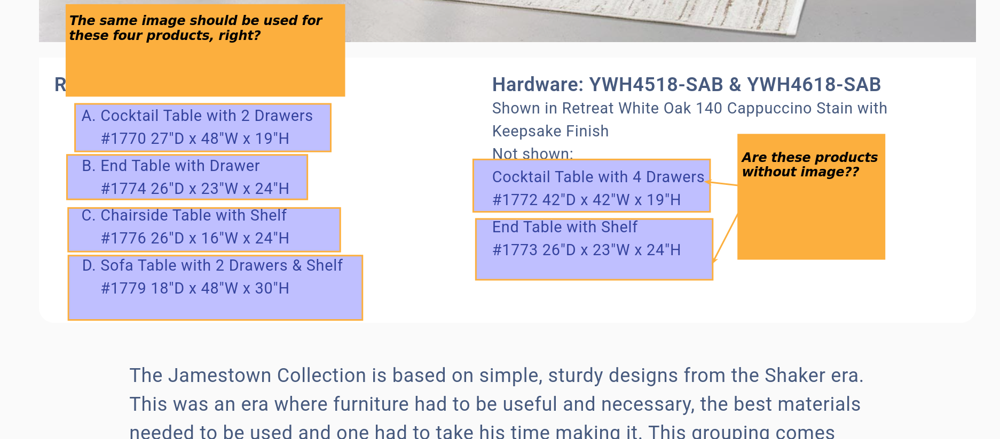 The same image should be used for
these four products, right?
R
A. Cocktail Table with 2 Drawers
#1770 27"D x 48"W x 19"H
B. End Table with Drawer
#1774 26"D x 23"W x 24"H
C. Chairside Table with Shelf
#1776 26"D x 16"W x 24"H
D. Sofa Table with 2 Drawers & Shelf
#1779 18"D x 48"W x 30"H
Hardware: YWH4518-SAB & YWH4618-SAB
Shown in Retreat White Oak 140 Cappuccino Stain with
Keepsake Finish
Not shown:
Cocktail Table with 4 Drawers
#1772 42"D x 42"W x 19"H
End Table with Shelf
#1773 26"D x 23"W x 24"H
Are these products
without image??
The Jamestown Collection is based on simple, sturdy designs from the Shaker era.
This was an era where furniture had to be useful and necessary, the best materials
needed to be used and one had to take his time making it. This grouping comes